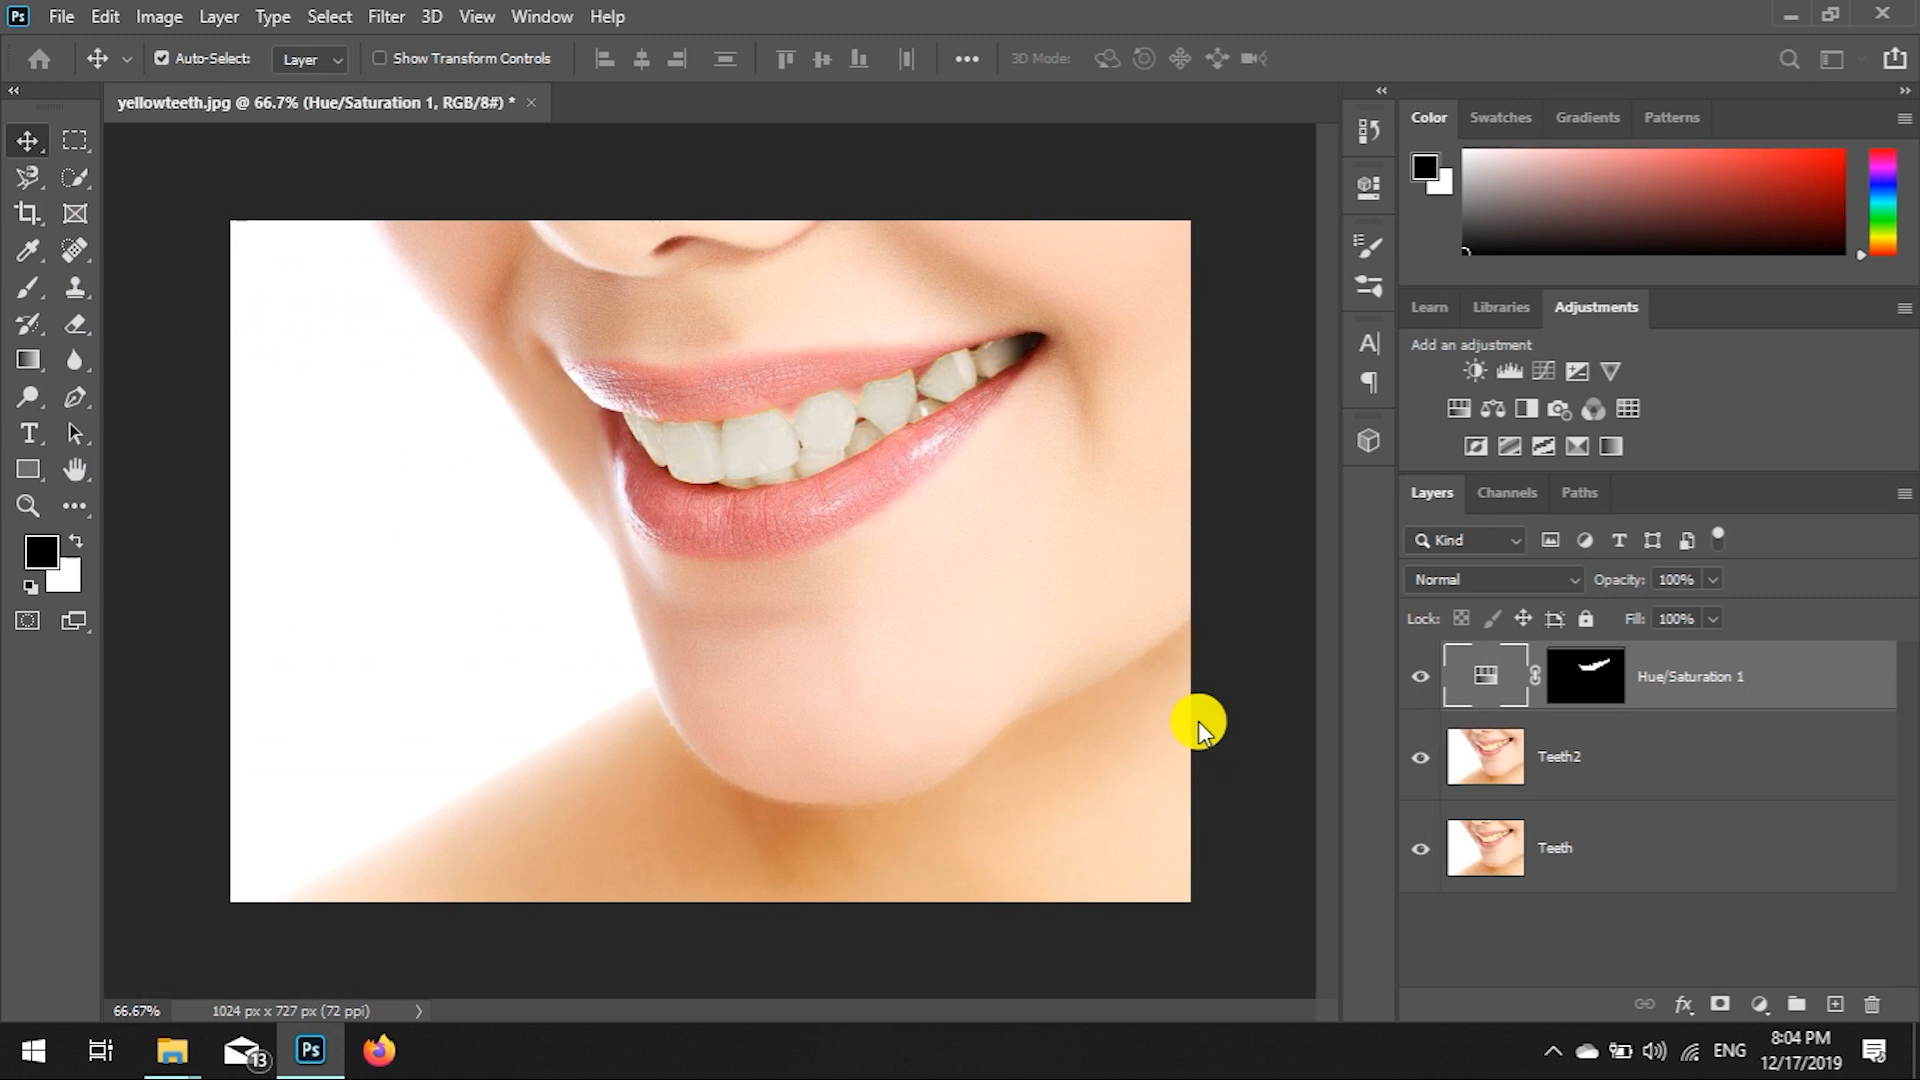 Ps File Edit Image Layer Type Select Filter 3D View Window Help
Auto-Select: Layer Show Transform Controls 3D Mode:
yellowteeth.jpg @ 66.7% (Hue/Saturation 1, RGB/8#) *
Color Swatches Gradients Patterns
Learn Libraries Adjustments
Add an adjustment
Layers Channels Paths
Kind
Normal Opacity: 100%
Lock: Fill: 100%
Hue/Saturation 1
Teeth2
Teeth
66.67% 1024 px x 727 px (72 ppi)
13 Ps ENG
8:04 PM
12/17/2019